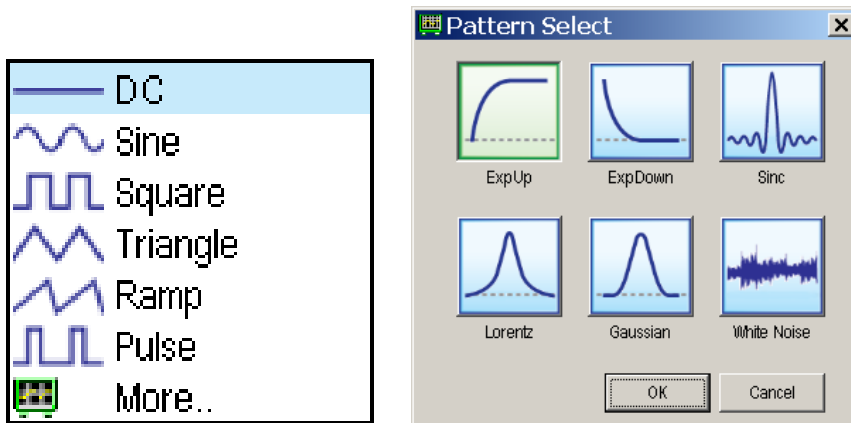 DC
Sine
Square
Triangle
Ramp
Pulse
More..
Pattern Select
ExpUp ExpDown Sinc
Lorentz Gaussian White Noise
OK Cancel